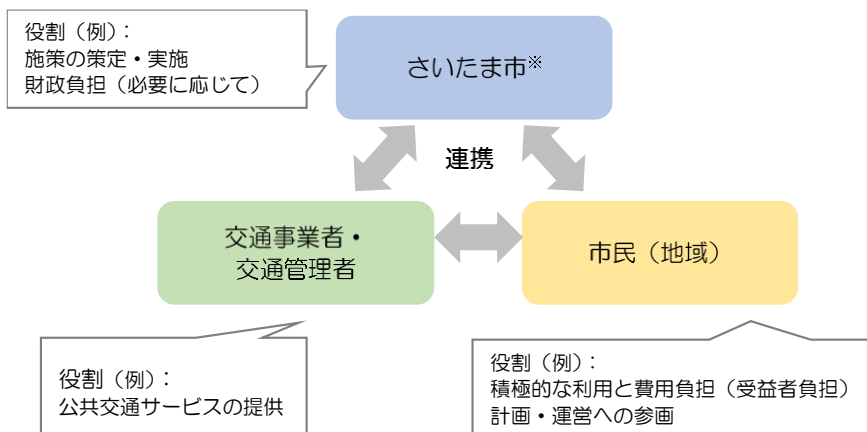 役割（例）：
施策の策定・実施
財政負担（必要に応じて）
さいたま市※
連携
交通事業者・
交通管理者
市民（地域）
役割（例）：
公共交通サービスの提供
役割（例）：
積極的な利用と費用負担（受益者負担）
計画・運営への参画